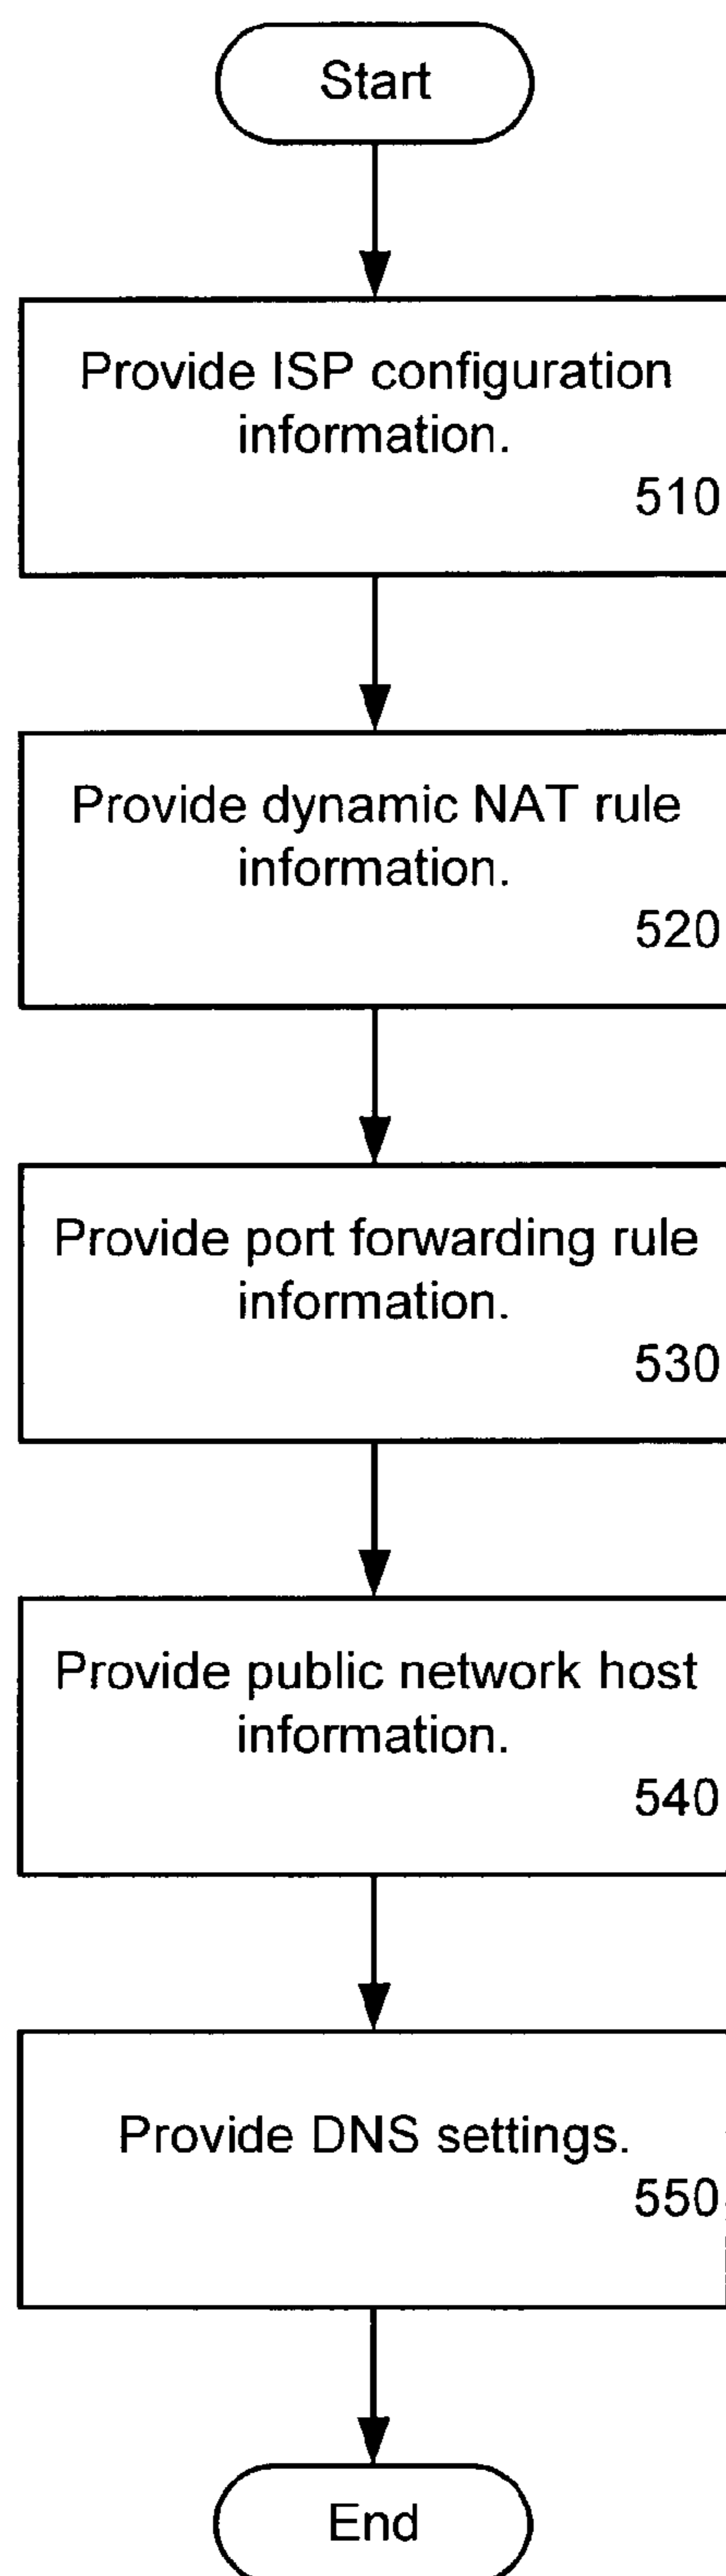 Start
Provide ISP configuration
information.
510
Provide dynamic NAT rule
information.
520
Provide port forwarding rule
information.
530
Provide public network host
information.
540
Provide DNS settings.
550
End